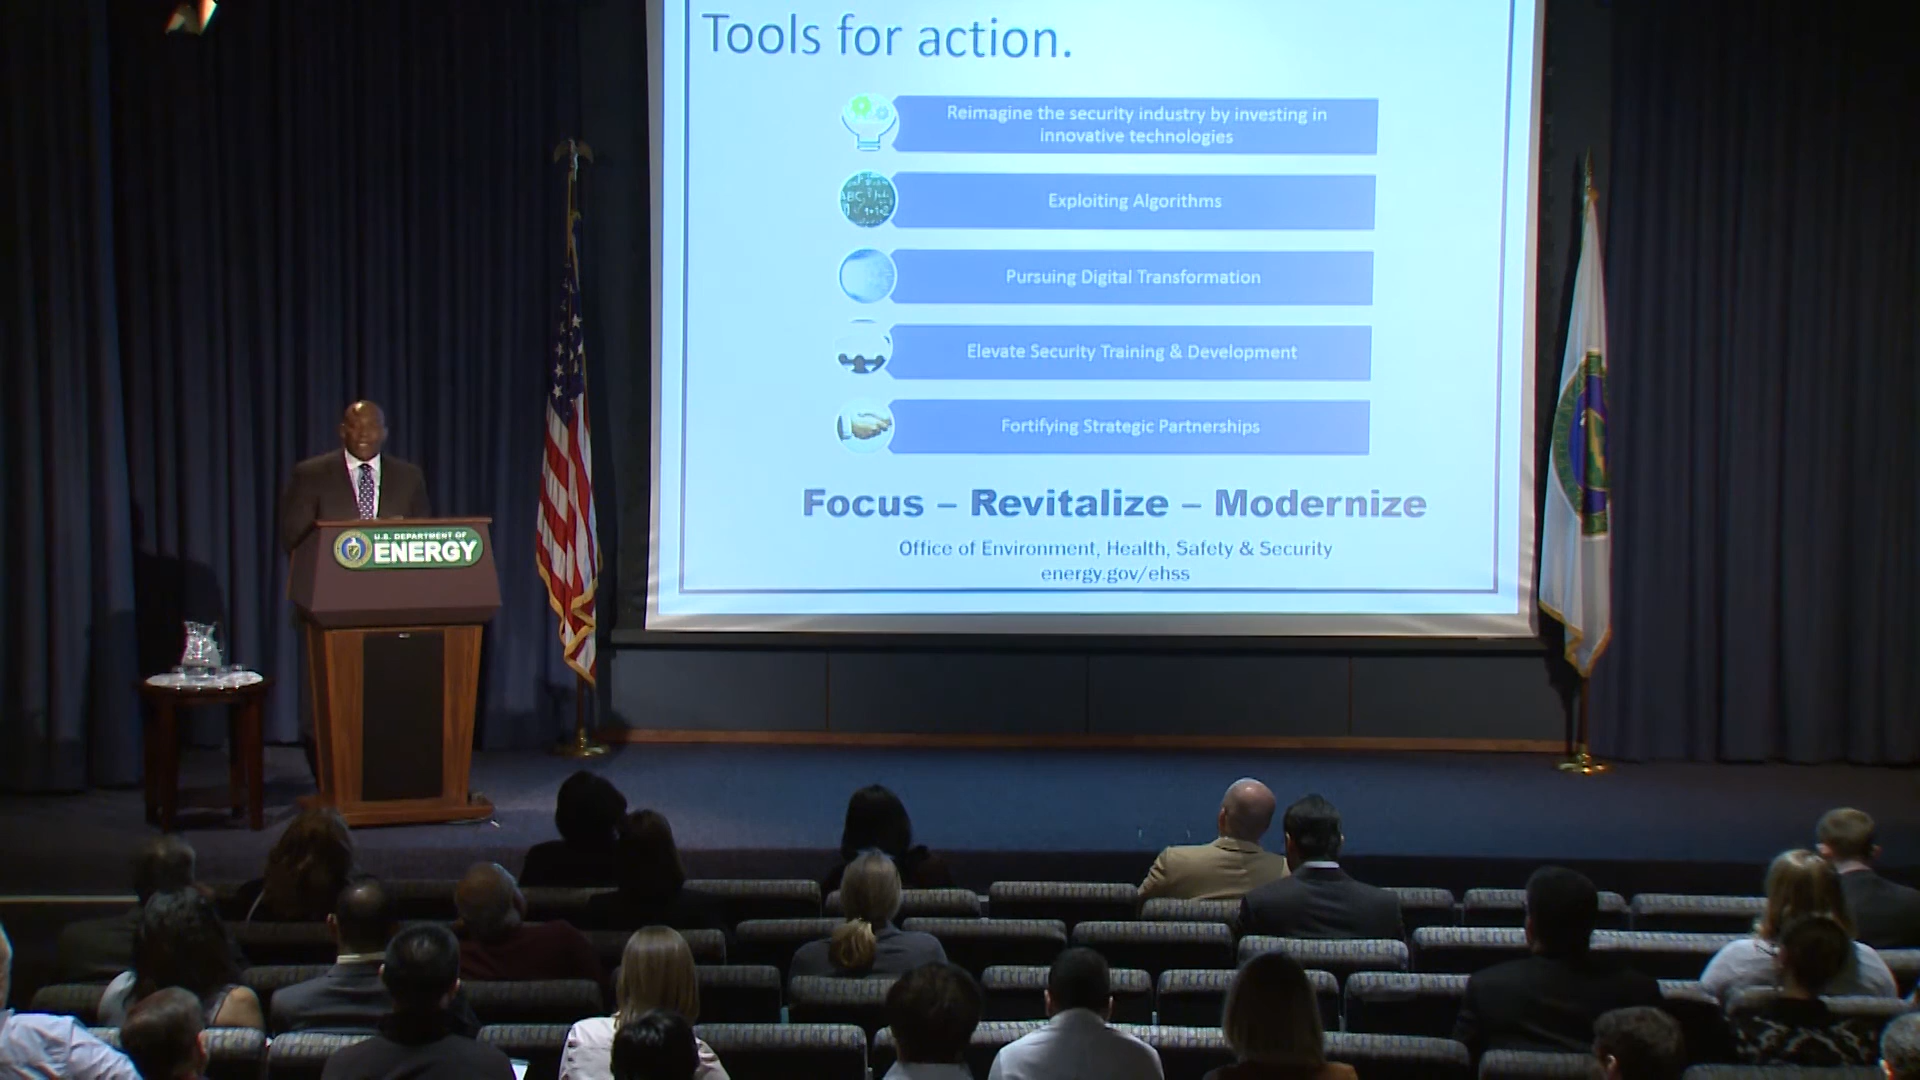 Tools for action.
Reimagine the security industry by investing in
innovative technologies
Exploiting Algorithms
Pursuing Digital Transformation
Elevate Security Training & Development
Fortifying Strategic Partnerships
Focus – Revitalize – Modernize
Office of Environment, Health, Safety & Security
energy.gov/ehss
U.S. DEPARTMENT OF
ENERGY